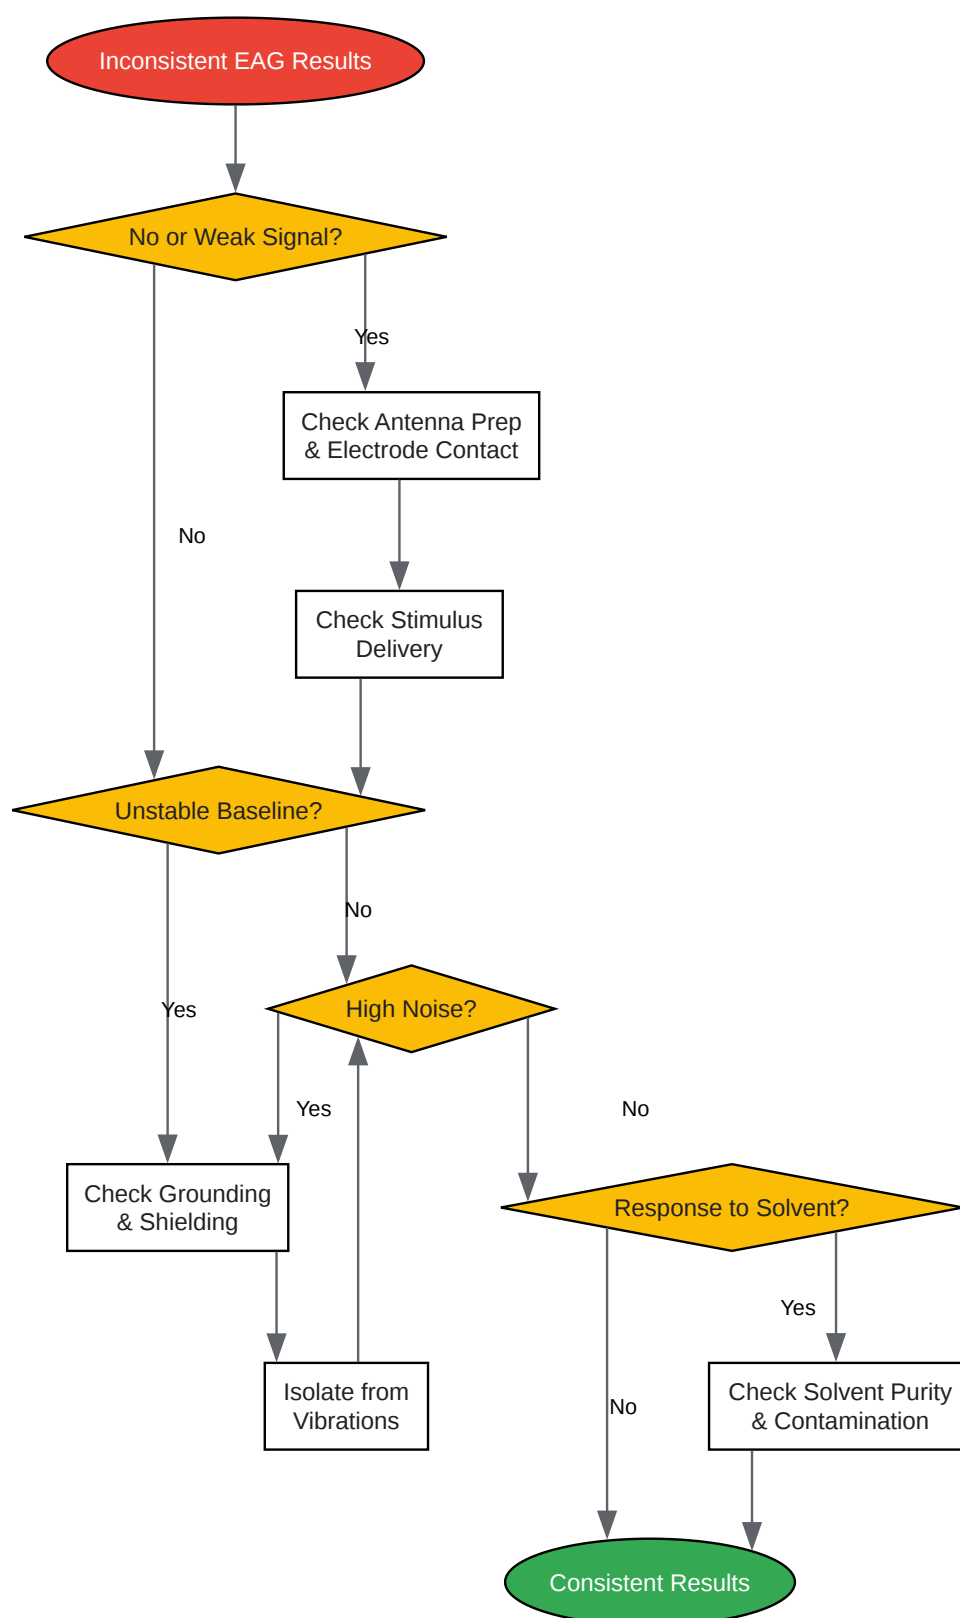 Inconsistent EAG Results
No or Weak Signal?
Yes
Check Antenna Prep
& Electrode Contact
No
Check Stimulus
Delivery
Unstable Baseline?
No
Yes
High Noise?
Yes
No
Check Grounding
& Shielding
Response to Solvent?
Yes
Isolate from
Vibrations
No
Check Solvent Purity
& Contamination
Consistent Results